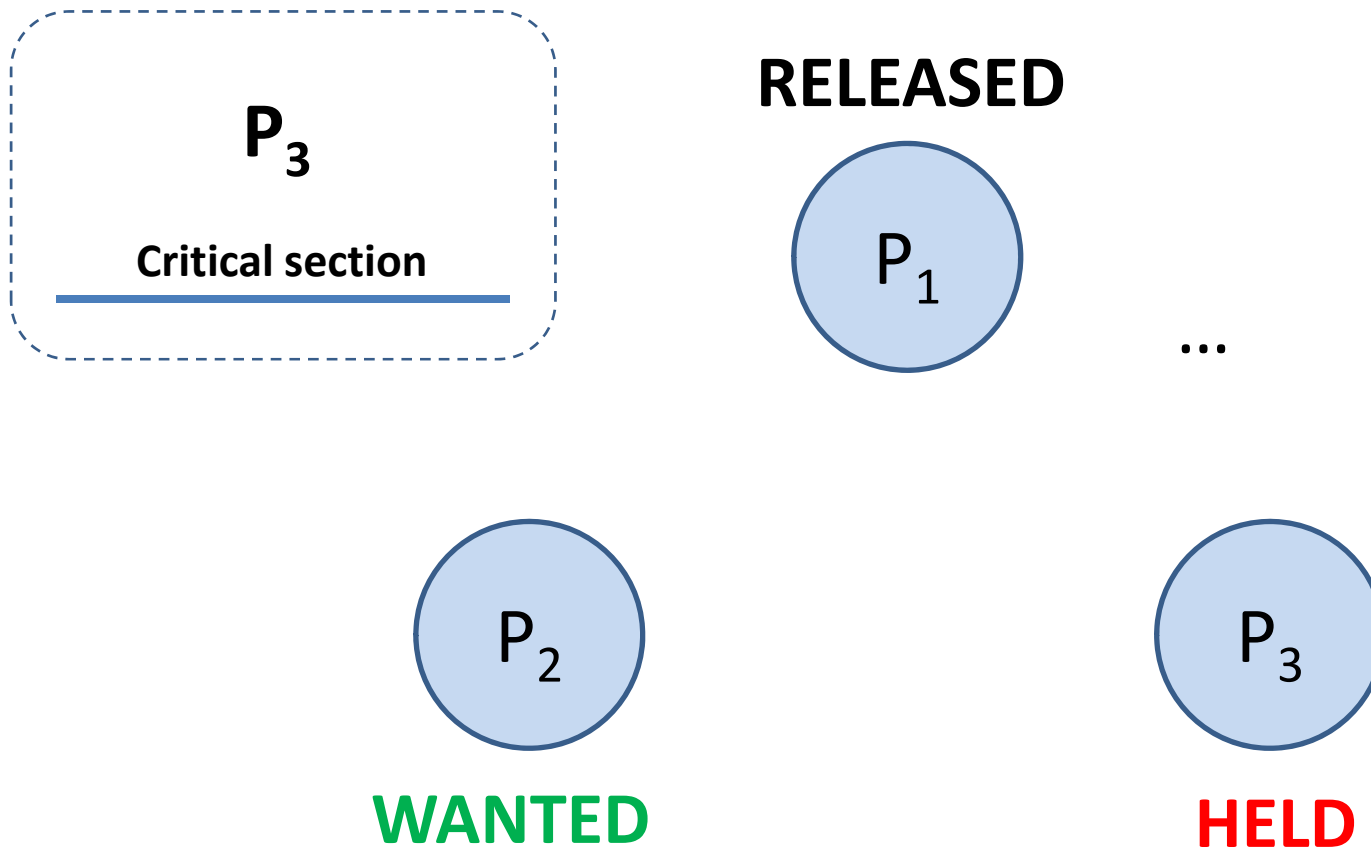 P₃
Critical section
RELEASED
P₁
...
P₂
P₃
WANTED
HELD